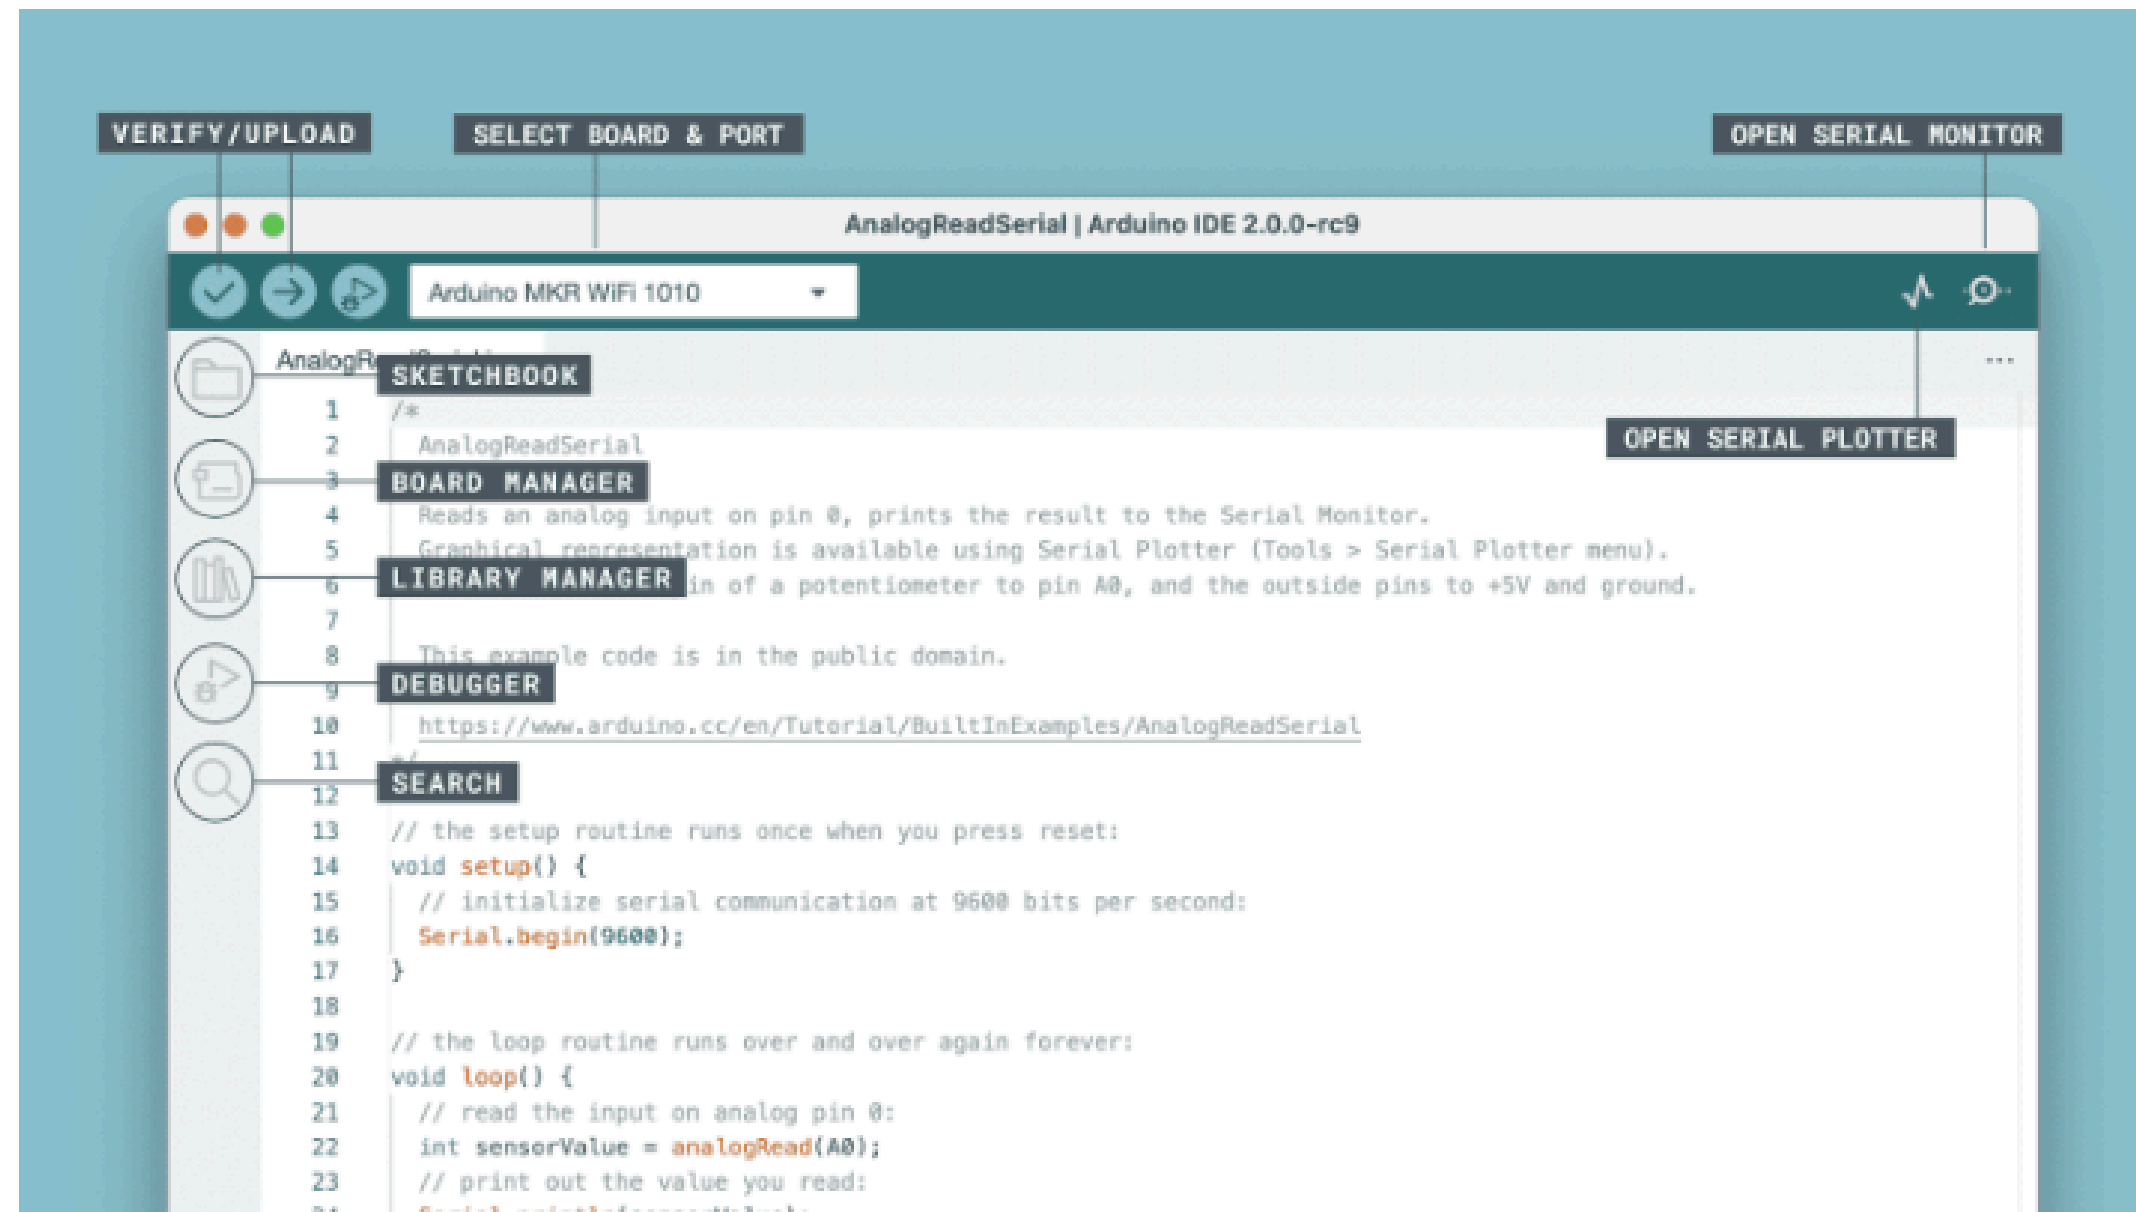 VERIFY/UPLOAD
SELECT BOARD & PORT
OPEN SERIAL MONITOR
AnalogReadSerial | Arduino IDE 2.0.0-rc9
Arduino MKR WiFi 1010
SKETCHBOOK
...
1 /*
2 AnalogReadSerial
OPEN SERIAL PLOTTER
3
BOARD MANAGER
4 Reads an analog input on pin 0, prints the result to the Serial Monitor.
5 Graphical representation is available using Serial Plotter (Tools > Serial Plotter menu).
LIBRARY MANAGER
6 of a potentiometer to pin A0, and the outside pins to +5V and ground.
7
8 This example code is in the public domain.
DEBUGGER
9
10 https://www.arduino.cc/en/Tutorial/BuiltInExamples/AnalogReadSerial
11 */
SEARCH
12
13 // the setup routine runs once when you press reset:
14 void setup() {
15 // initialize serial communication at 9600 bits per second:
16 Serial.begin(9600);
17 }
18
19 // the loop routine runs over and over again forever:
20 void loop() {
21 // read the input on analog pin 0:
22 int sensorValue = analogRead(A0);
23 // print out the value you read: